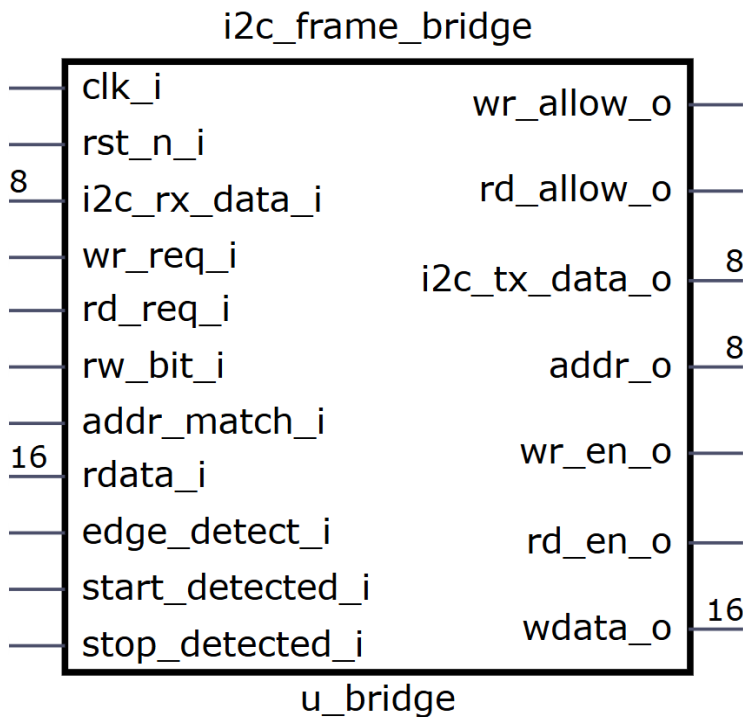 i2c_frame_bridge
clk_i
rst_n_i
8
i2c_rx_data_i
wr_req_i
rd_req_i
rw_bit_i
addr_match_i
16
rdata_i
edge_detect_i
start_detected_i
stop_detected_i
wr_allow_o
rd_allow_o
i2c_tx_data_o
8
addr_o
8
wr_en_o
rd_en_o
wdata_o
16
u_bridge